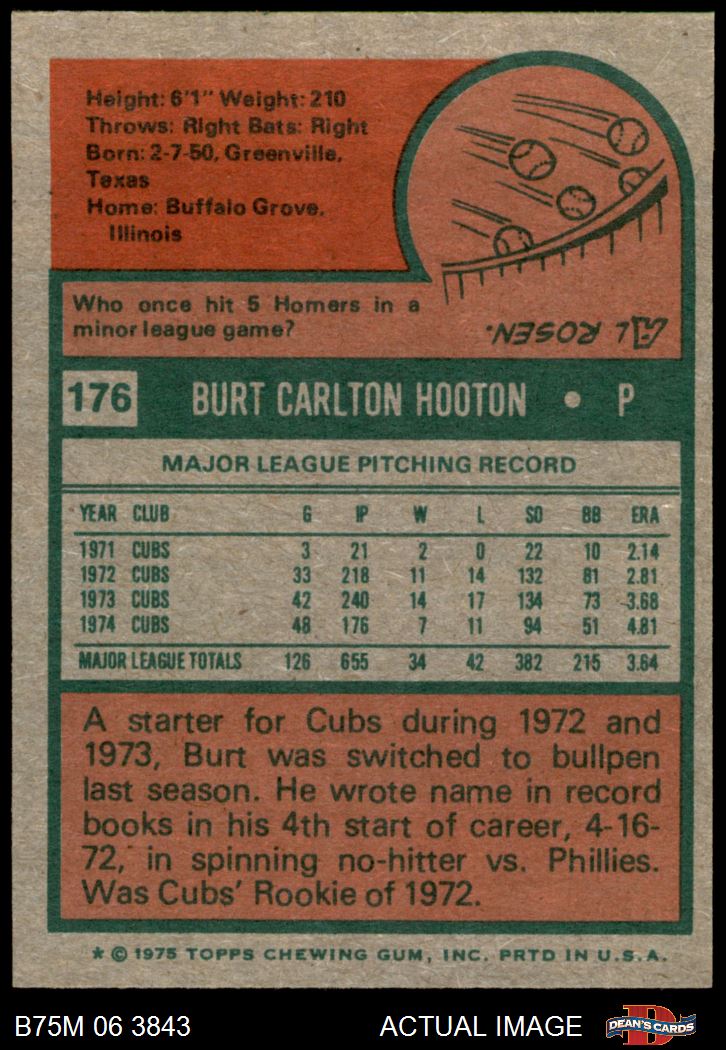 Height: 6'1" Weight: 210
Throws: Right Bats: Right
Born: 2-7-50, Greenville,
Texas
Home: Buffalo Grove,
Illinois
Who once hit 5 Homers in a
minor league game?
AL ROSEN.
176 BURT CARLTON HOOTON • P
MAJOR LEAGUE PITCHING RECORD
YEAR CLUB G IP W L SO BB ERA
1971 CUBS 3 21 2 0 22 10 2.14
1972 CUBS 33 218 11 14 132 81 2.81
1973 CUBS 42 240 14 17 134 73 3.68
1974 CUBS 48 176 7 11 94 51 4.81
MAJOR LEAGUE TOTALS 126 655 34 42 382 215 3.64
A starter for Cubs during 1972 and
1973, Burt was switched to bullpen
last season. He wrote name in record
books in his 4th start of career, 4-16-
72, in spinning no-hitter vs. Phillies.
Was Cubs' Rookie of 1972.
* © 1975 TOPPS CHEWING GUM, INC. PRTD IN U.S.A.
B75M 06 3843 ACTUAL IMAGE D DEAN'S CARDS